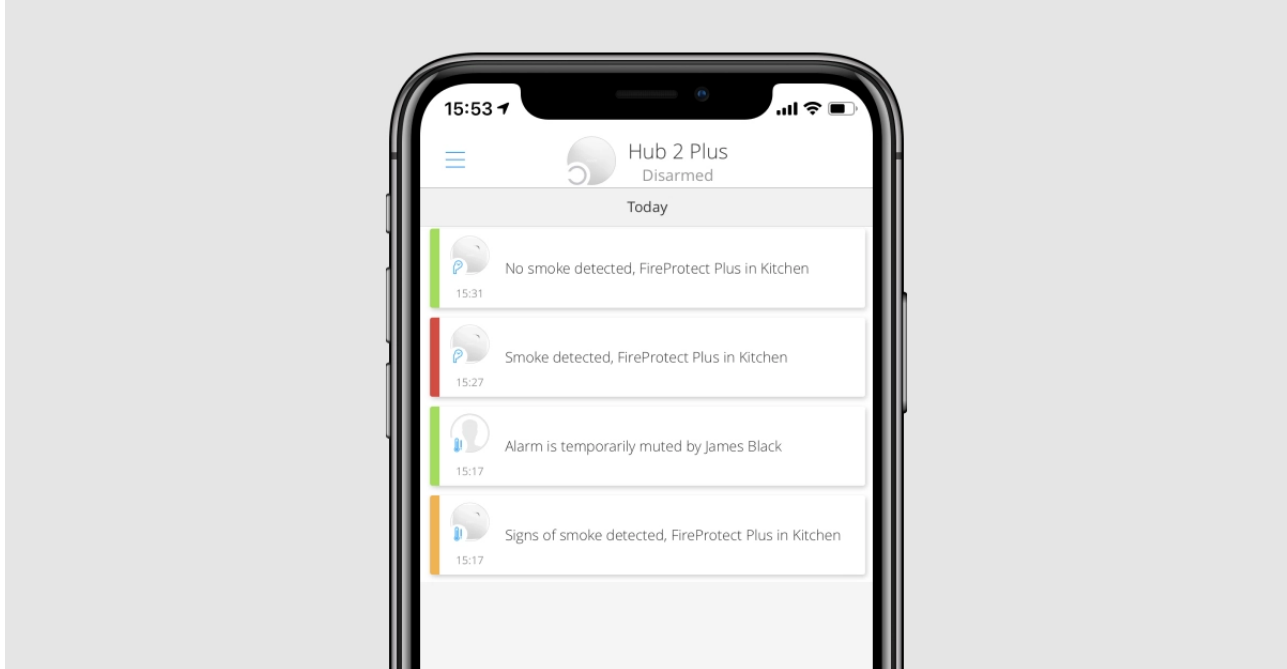 15:53
Hub 2 Plus
Disarmed
Today
No smoke detected, FireProtect Plus in Kitchen
15:31
Smoke detected, FireProtect Plus in Kitchen
15:27
Alarm is temporarily muted by James Black
15:17
Signs of smoke detected, FireProtect Plus in Kitchen
15:17